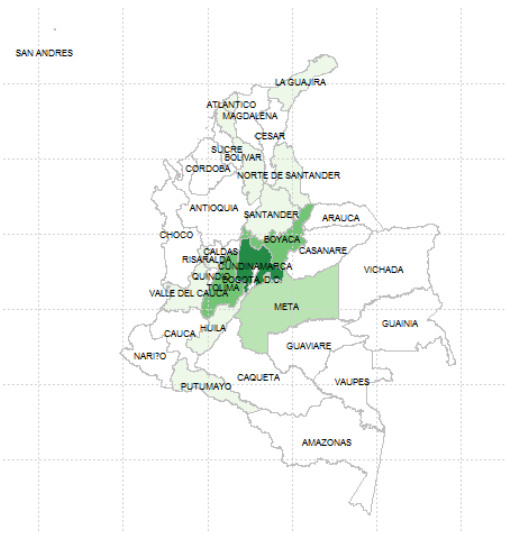 SAN ANDRES
LA GUAJIRA
ATLANTICO
MAGDALENA
CESAR
SUCRE
BOLIVAR
CORDOBA
NORTE DE SANTANDER
ANTIOQUIA
SANTANDER
ARAUCA
CHOCO
BOYACA
CALDAS
CASANARE
RISARALDA
CUNDINAMARCA
VICHADA
QUINDIO
BOGOTA, D.C.
TOLIMA
VALLE DEL CAUCA
META
HUILA
GUAINIA
CAUCA
GUAVIARE
NARI?O
CAQUETA
VAUPES
PUTUMAYO
AMAZONAS